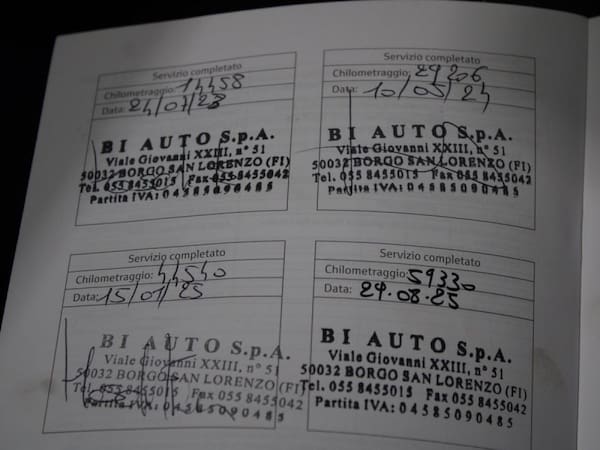 Servizio completato
Chilometraggio: 14458
Data: 24/07/23
BI AUTO S.p.A.
Viale Giovanni XXIII, n° 51
50032 BORGO SAN LORENZO (FI)
Tel. 055 8455015 Fax 055 8455042
Partita IVA: 04585090485
Servizio completato
Chilometraggio: 29206
Data: 10/05/24
BI AUTO S.p.A.
Viale Giovanni XXIII, n° 51
50032 BORGO SAN LORENZO (FI)
Tel. 055 8455015 Fax 055 8455042
Partita IVA: 04585090485
Servizio completato
Chilometraggio: 44540
Data: 15/01/25
BI AUTO S.p.A.
Viale Giovanni XXIII, n° 51
50032 BORGO SAN LORENZO (FI)
Tel. 055 8455015 Fax 055 8455042
Partita IVA: 04585090485
Servizio completato
Chilometraggio: 59330
Data: 29.08.25
BI AUTO S.p.A.
Viale Giovanni XXIII, n° 51
50032 BORGO SAN LORENZO (FI)
Tel. 055 8455015 Fax 055 8455042
Partita IVA: 04585090485